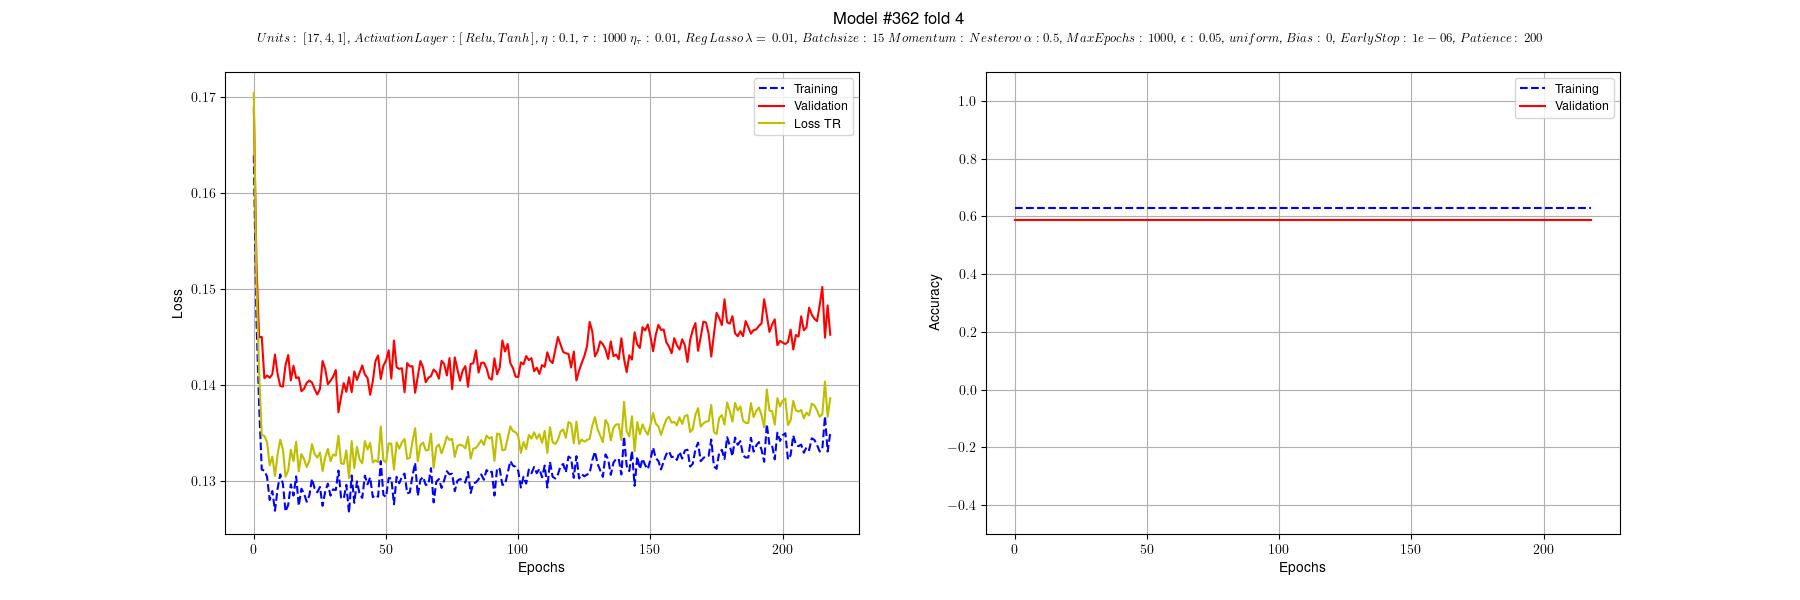 Model #362 fold 4
Units : [17, 4, 1], ActivationLayer : [ Relu, Tanh ], η : 0.1, τ : 1000 ητ : 0.01, Reg Lasso λ = 0.01, Batchsize : 15 Momentum : Nesterov α : 0.5, MaxEpochs : 1000, ϵ : 0.05, uniform, Bias : 0, EarlyStop : 1e − 06, Patience : 200
Training
Validation
Loss TR
0.17
0.16
0.15
0.14
0.13
Loss
0
50
100
150
200
Epochs
Training
Validation
1.0
0.8
0.6
0.4
0.2
0.0
−0.2
−0.4
Accuracy
0
50
100
150
200
Epochs